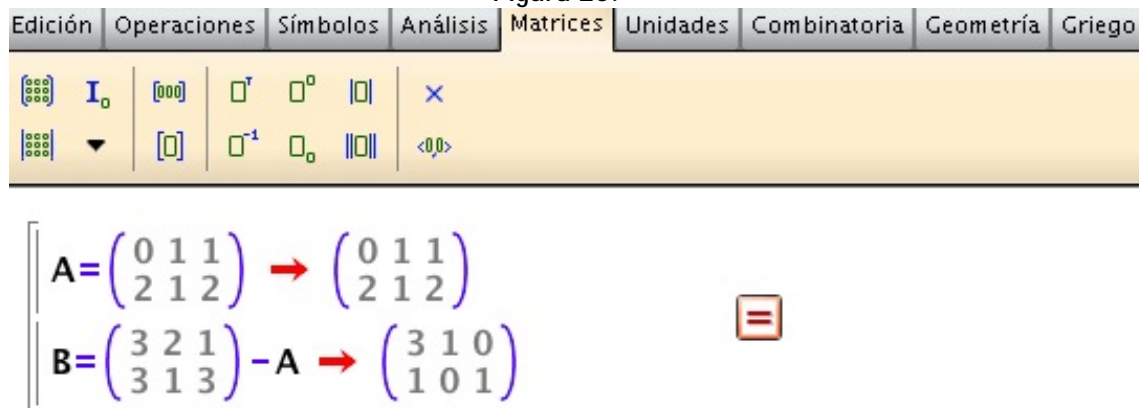 Edición Operaciones Símbolos Análisis Matrices Unidades Combinatoria Geometría Griego
A=(0 1 1 / 2 1 2) → (0 1 1 / 2 1 2)
B=(3 2 1 / 3 1 3)-A → (3 1 0 / 1 0 1)
=